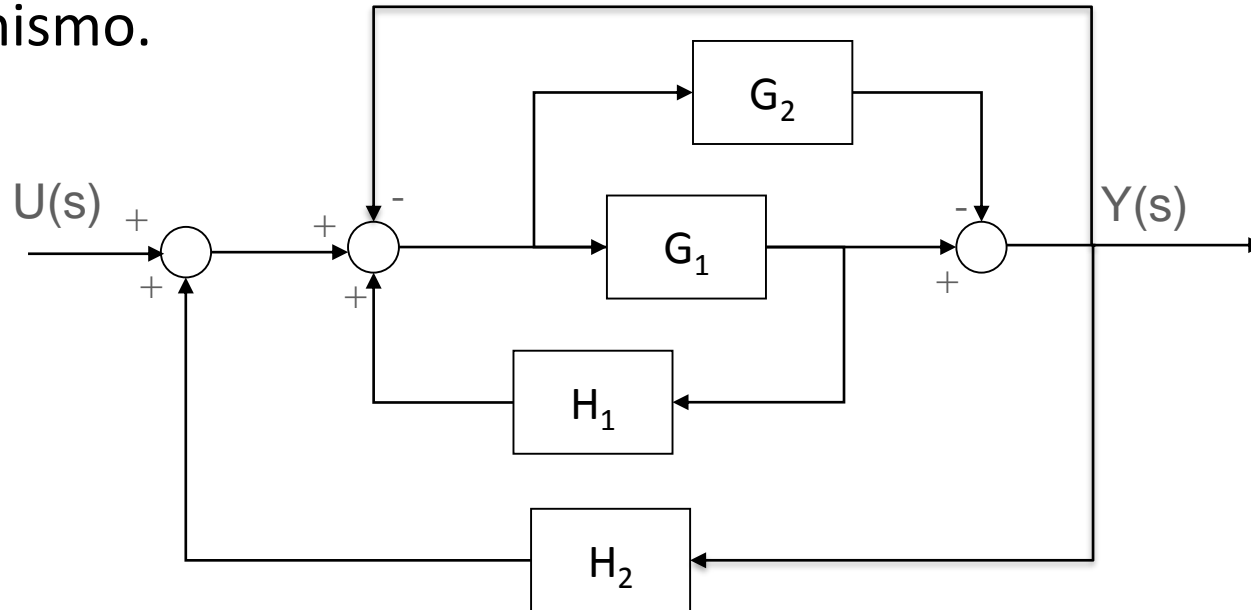 nismo.
G₂
U(s)
+
+
-
-
Y(s)
G₁
+
+
+
H₁
H₂